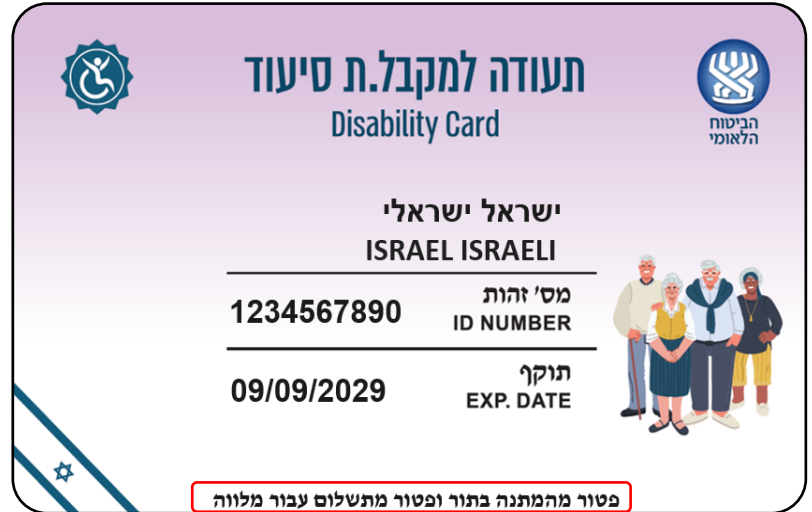 תעודה למקבל.ת סיעוד
Disability Card
הביטוח
הלאומי
ישראל ישראלי
ISRAEL ISRAELI
מס' זהות
1234567890
ID NUMBER
תוקף
09/09/2029
EXP. DATE
פטור מהמתנה בתור ופטור מתשלום עבור מלווה